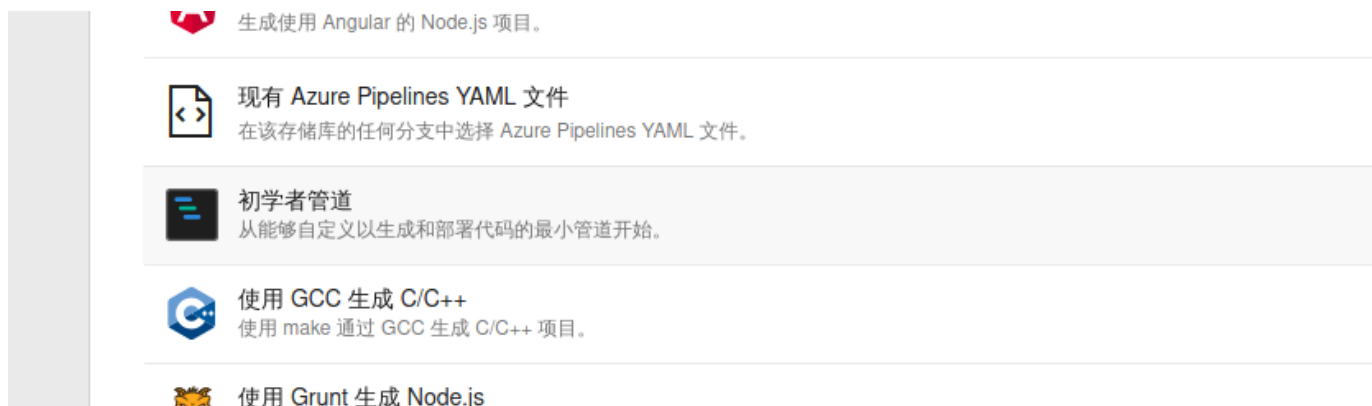 生成使用 Angular 的 Node.js 项目。
现有 Azure Pipelines YAML 文件
在该存储库的任何分支中选择 Azure Pipelines YAML 文件。
初学者管道
从能够自定义以生成和部署代码的最小管道开始。
使用 GCC 生成 C/C++
使用 make 通过 GCC 生成 C/C++ 项目。
使用 Grunt 生成 Node.js